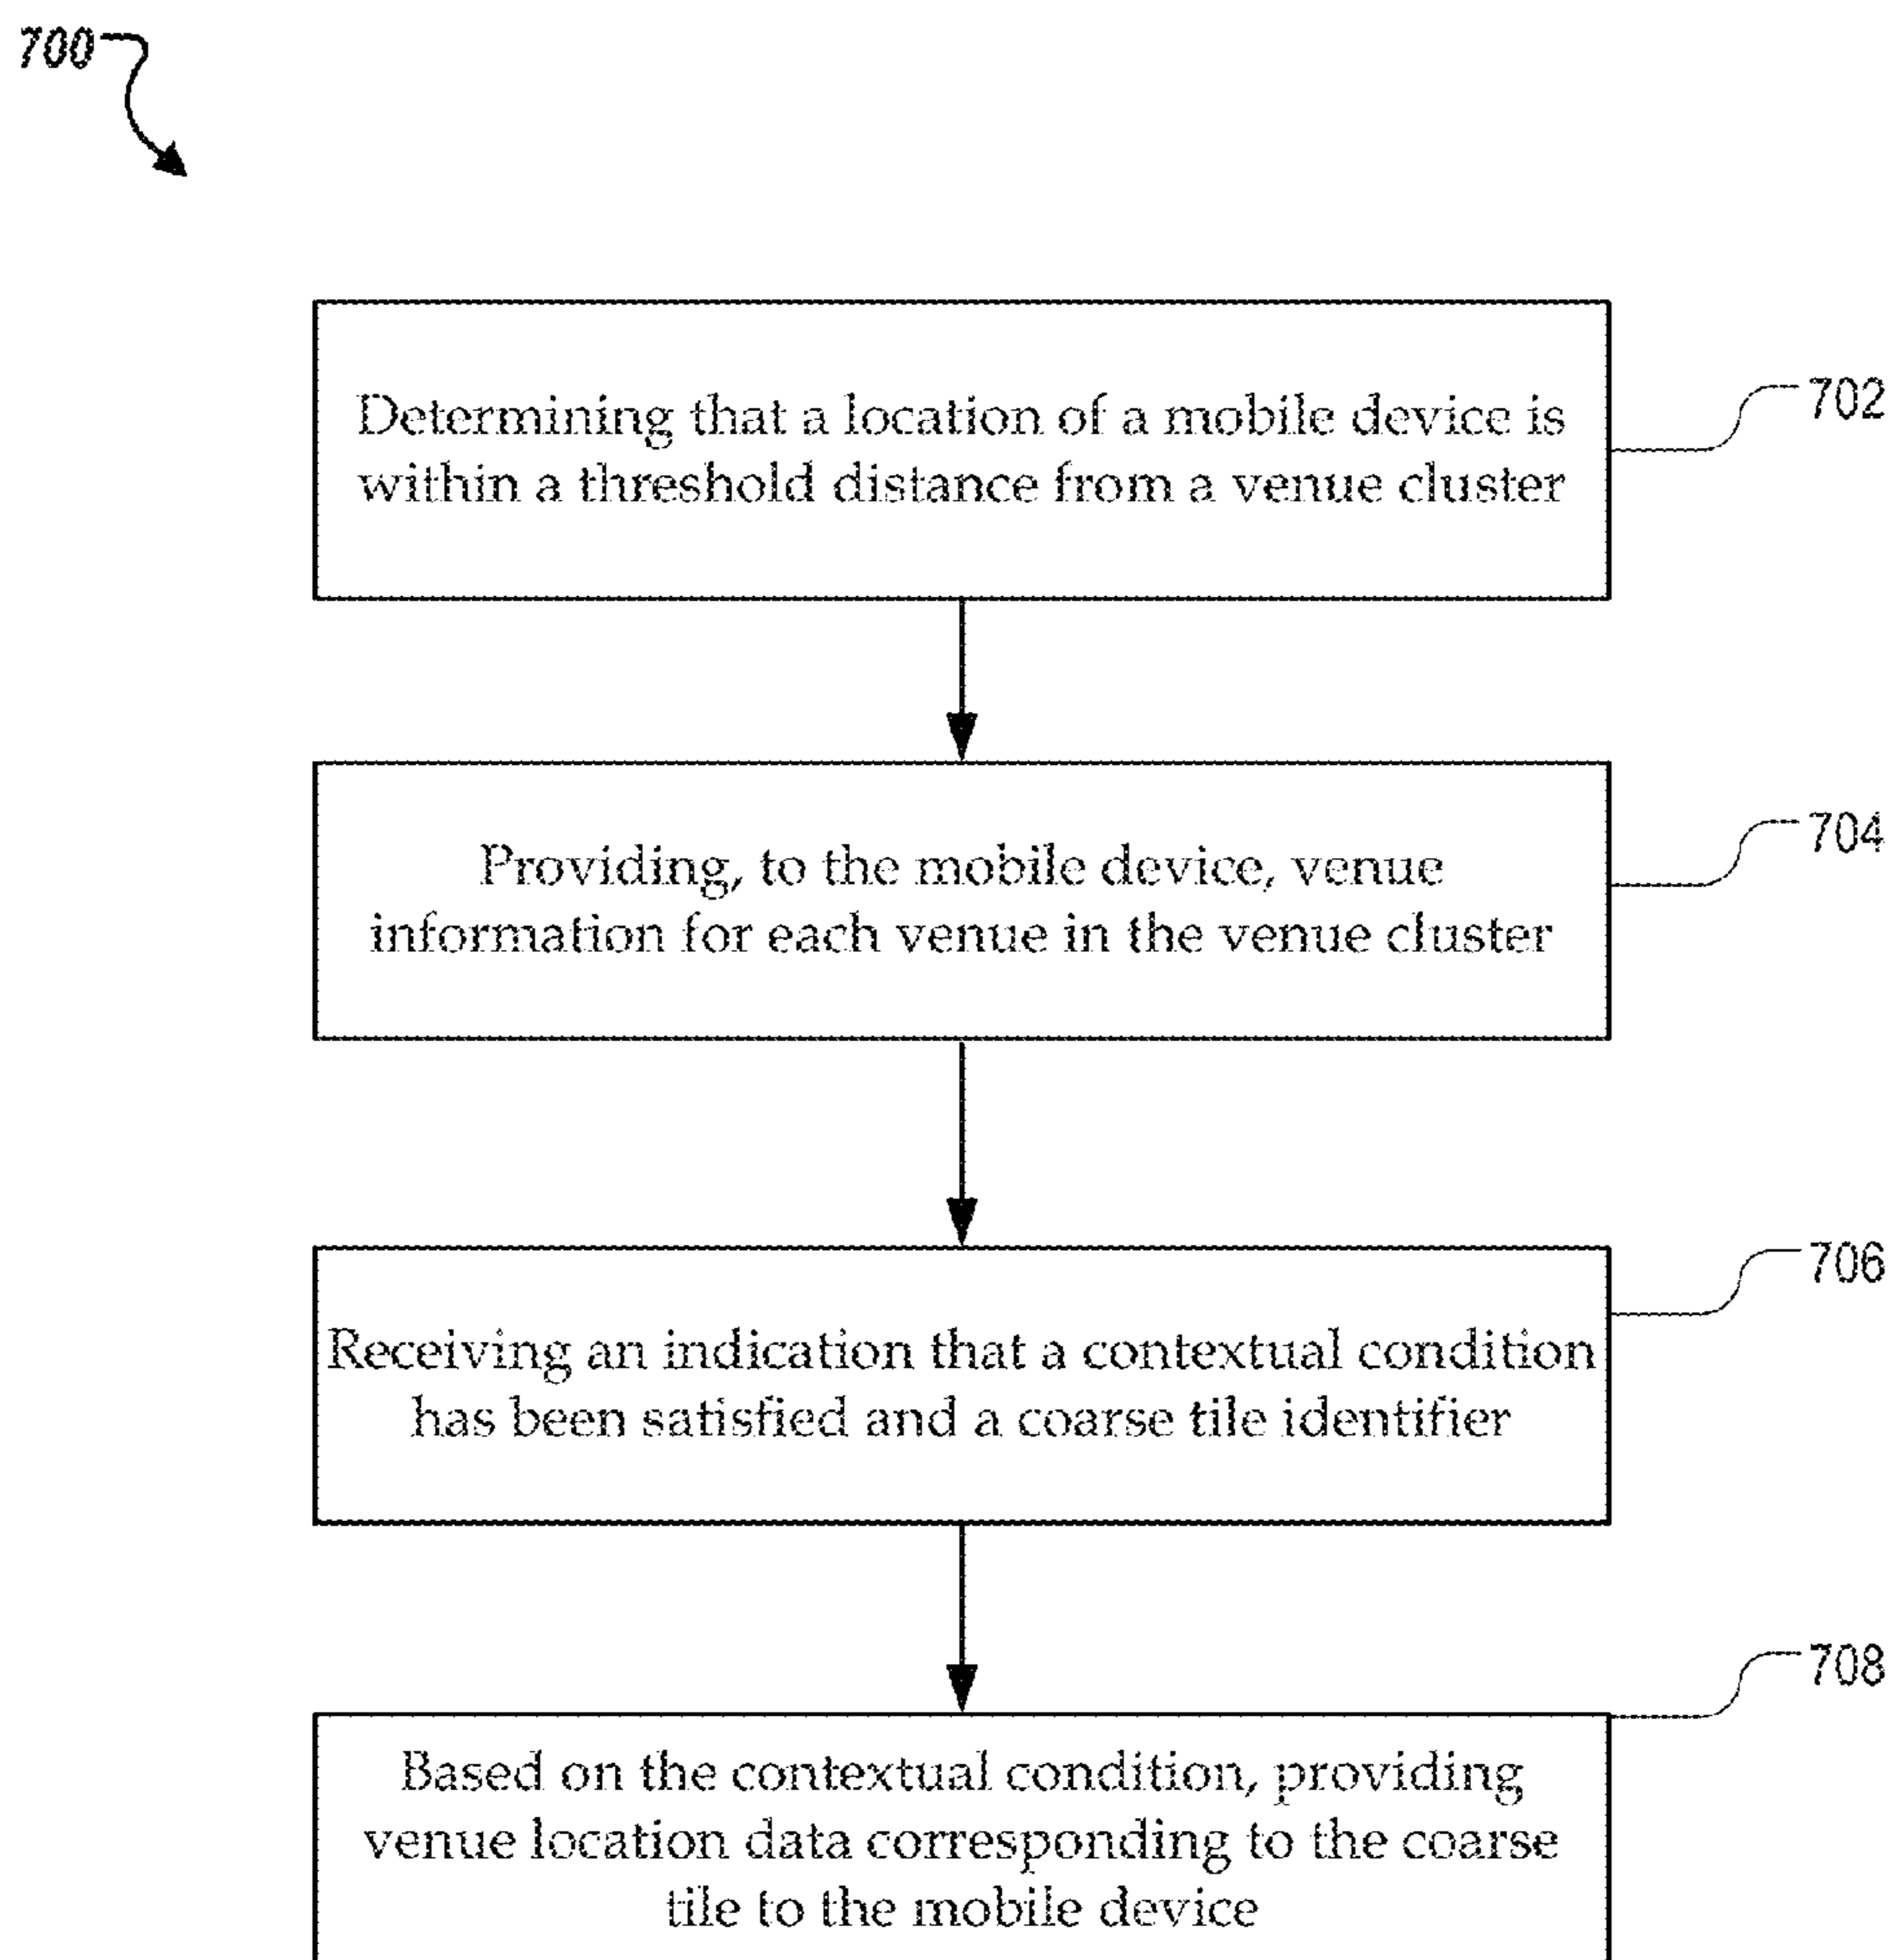 700
Determining that a location of a mobile device is
within a threshold distance from a venue cluster
702
Providing, to the mobile device, venue
information for each venue in the venue cluster
704
Receiving an indication that a contextual condition
has been satisfied and a coarse tile identifier
706
Based on the contextual condition, providing
venue location data corresponding to the coarse
tile to the mobile device
708